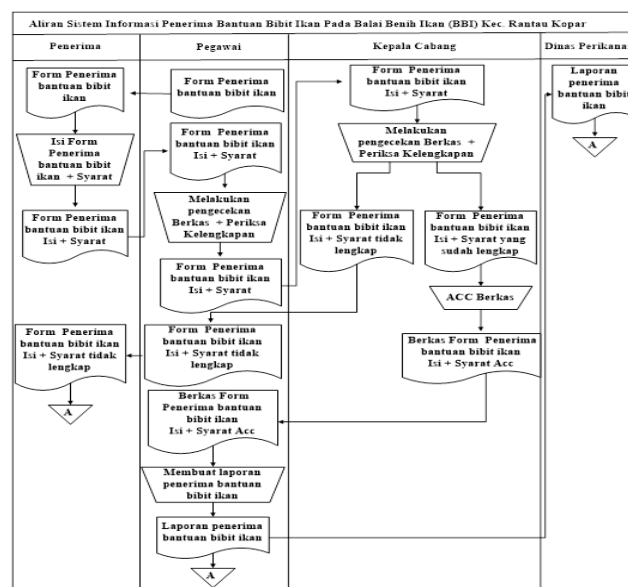 Aliran Sistem Informasi Penerima Bantuan Bibit Ikan Pada Balai Benih Ikan (BBI) Kec. Rantau Kopar
Penerima
Pegawai
Kepala Cabang
Dinas Perikanan
Form Penerima
bantuan bibit
ikan
Isi Form
Penerima
bantuan bibit
ikan + Syarat
Form Penerima
bantuan bibit ikan
Isi + Syarat
Form Penerima
bantuan bibit ikan
Isi + Syarat tidak
lengkap
A
Form Penerima
bantuan bibit ikan
Form Penerima
bantuan bibit ikan
Isi + Syarat
Melakukan
pengecekan
Berkas + Periksa
Kelengkapan
Form Penerima
bantuan bibit ikan
Isi + Syarat
Form Penerima
bantuan bibit ikan
Isi + Syarat tidak
lengkap
Berkas Form
Penerima bantuan
bibit ikan
Isi + Syarat Acc
Membuat laporan
penerima bantuan
bibit ikan
Laporan penerima
bantuan bibit ikan
A
Form Penerima
bantuan bibit ikan
Isi + Syarat
Melakukan
pengecekan Berkas +
Periksa Kelengkapan
Form Penerima
bantuan bibit ikan
Isi + Syarat tidak
lengkap
Form Penerima
bantuan bibit ikan
Isi + Syarat yang
sudah lengkap
ACC Berkas
Berkas Form Penerima
bantuan bibit ikan
Isi + Syarat Acc
Laporan
penerima
bantuan bibit
ikan
A